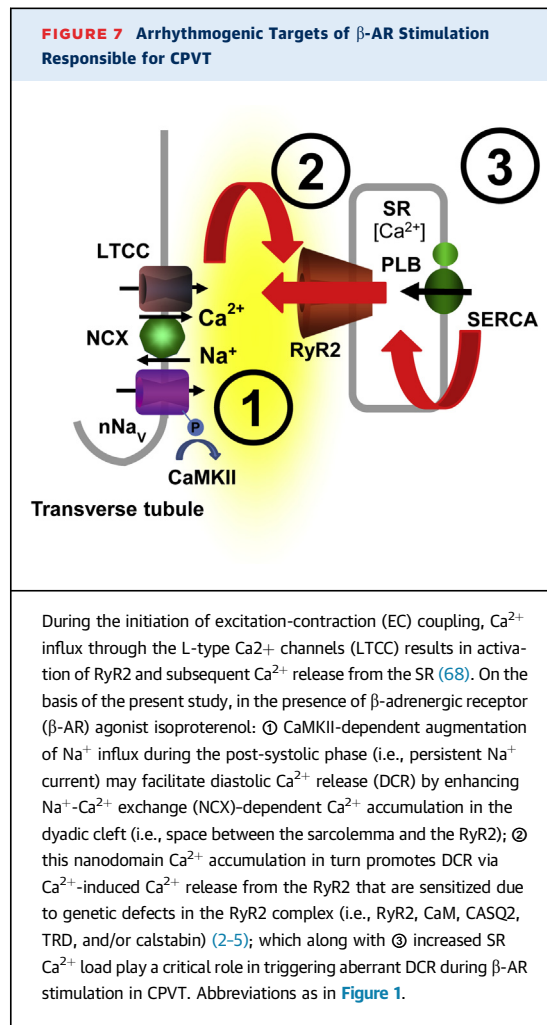 FIGURE 7 Arrhythmogenic Targets of β-AR Stimulation
Responsible for CPVT
2
3
SR
[Ca²⁺]
LTCC
PLB
Ca²⁺
NCX
SERCA
RyR2
Na⁺
1
nNaᵥ
P
CaMKII
Transverse tubule
During the initiation of excitation-contraction (EC) coupling, Ca²⁺
influx through the L-type Ca2+ channels (LTCC) results in activa-
tion of RyR2 and subsequent Ca²⁺ release from the SR (68). On the
basis of the present study, in the presence of β-adrenergic receptor
(β-AR) agonist isoproterenol: ① CaMKII-dependent augmentation
of Na⁺ influx during the post-systolic phase (i.e., persistent Na⁺
current) may facilitate diastolic Ca²⁺ release (DCR) by enhancing
Na⁺-Ca²⁺ exchange (NCX)-dependent Ca²⁺ accumulation in the
dyadic cleft (i.e., space between the sarcolemma and the RyR2); ②
this nanodomain Ca²⁺ accumulation in turn promotes DCR via
Ca²⁺-induced Ca²⁺ release from the RyR2 that are sensitized due
to genetic defects in the RyR2 complex (i.e., RyR2, CaM, CASQ2,
TRD, and/or calstabin) (2-5); which along with ③ increased SR
Ca²⁺ load play a critical role in triggering aberrant DCR during β-AR
stimulation in CPVT. Abbreviations as in Figure 1.